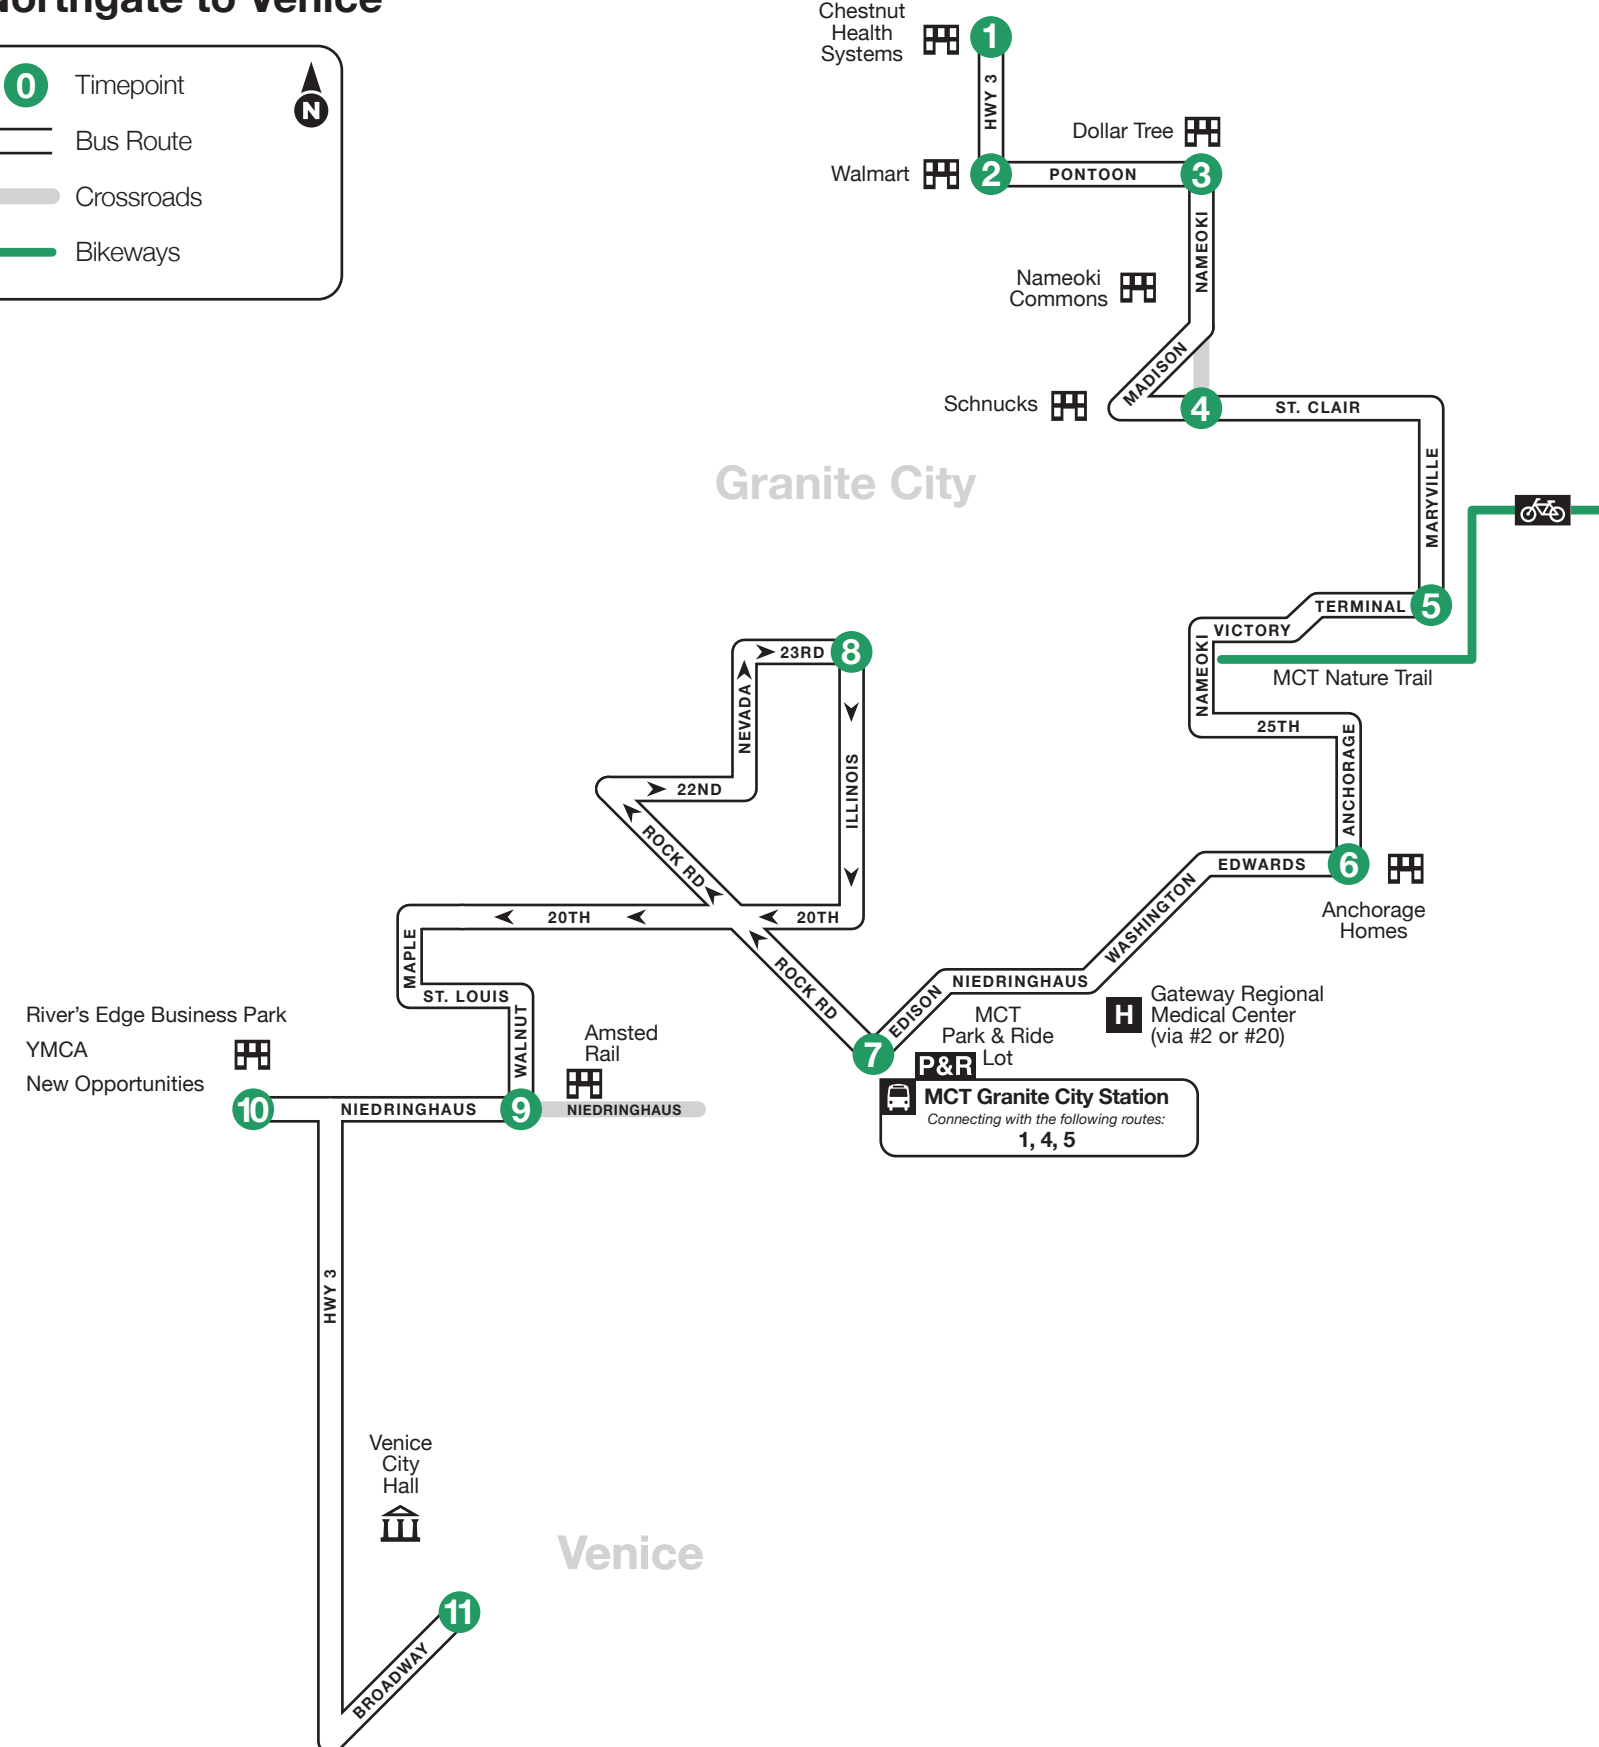 Northgate to Venice
0 Timepoint
N
Bus Route
Crossroads
Bikeways
Chestnut
Health
Systems
1
HWY 3
Dollar Tree
Walmart
2
PONTOON
3
NAMEOKI
Nameoki
Commons
MADISON
Schnucks
4
ST. CLAIR
Granite City
MARYVILLE
TERMINAL
5
VICTORY
NAMEOKI
MCT Nature Trail
25TH
ANCHORAGE
23RD
8
NEVADA
22ND
ILLINOIS
ROCK RD
EDWARDS
6
Anchorage
Homes
WASHINGTON
20TH
20TH
MAPLE
ROCK RD
NIEDRINGHAUS
EDISON
ST. LOUIS
WALNUT
H
Gateway Regional
Medical Center
(via #2 or #20)
MCT
Park & Ride
Lot
7
P&R
MCT Granite City Station
Connecting with the following routes:
1, 4, 5
River's Edge Business Park
YMCA
New Opportunities
Amsted
Rail
10
NIEDRINGHAUS
9
NIEDRINGHAUS
HWY 3
Venice
City
Hall
Venice
11
BROADWAY